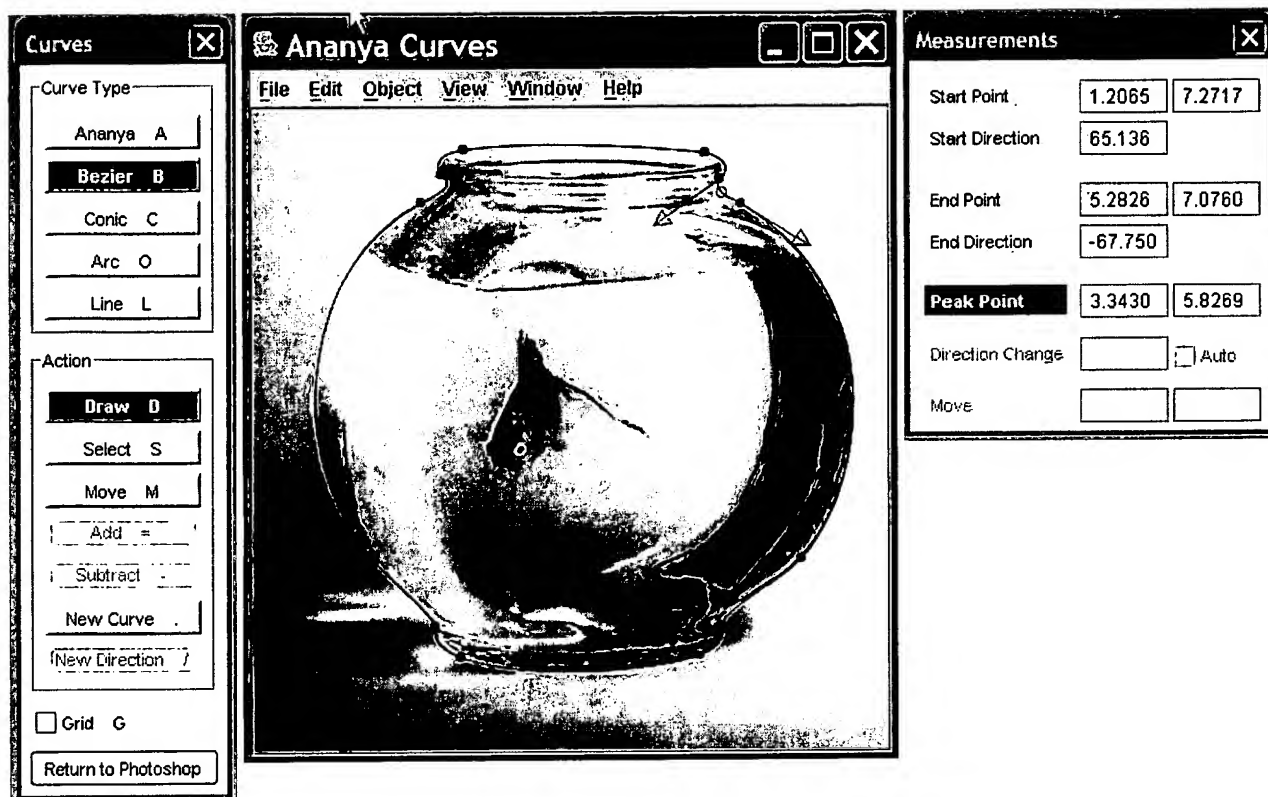 Curves
Curve Type
Ananya A
Bezier B
Conic C
Arc O
Line L
Action
Draw D
Select S
Move M
Add =
Subtract -
New Curve .
New Direction /
Grid G
Return to Photoshop
Ananya Curves
File Edit Object View Window Help
Measurements
Start Point 1.2065 7.2717
Start Direction 65.136
End Point 5.2826 7.0760
End Direction -67.750
Peak Point 3.3430 5.8269
Direction Change Auto
Move